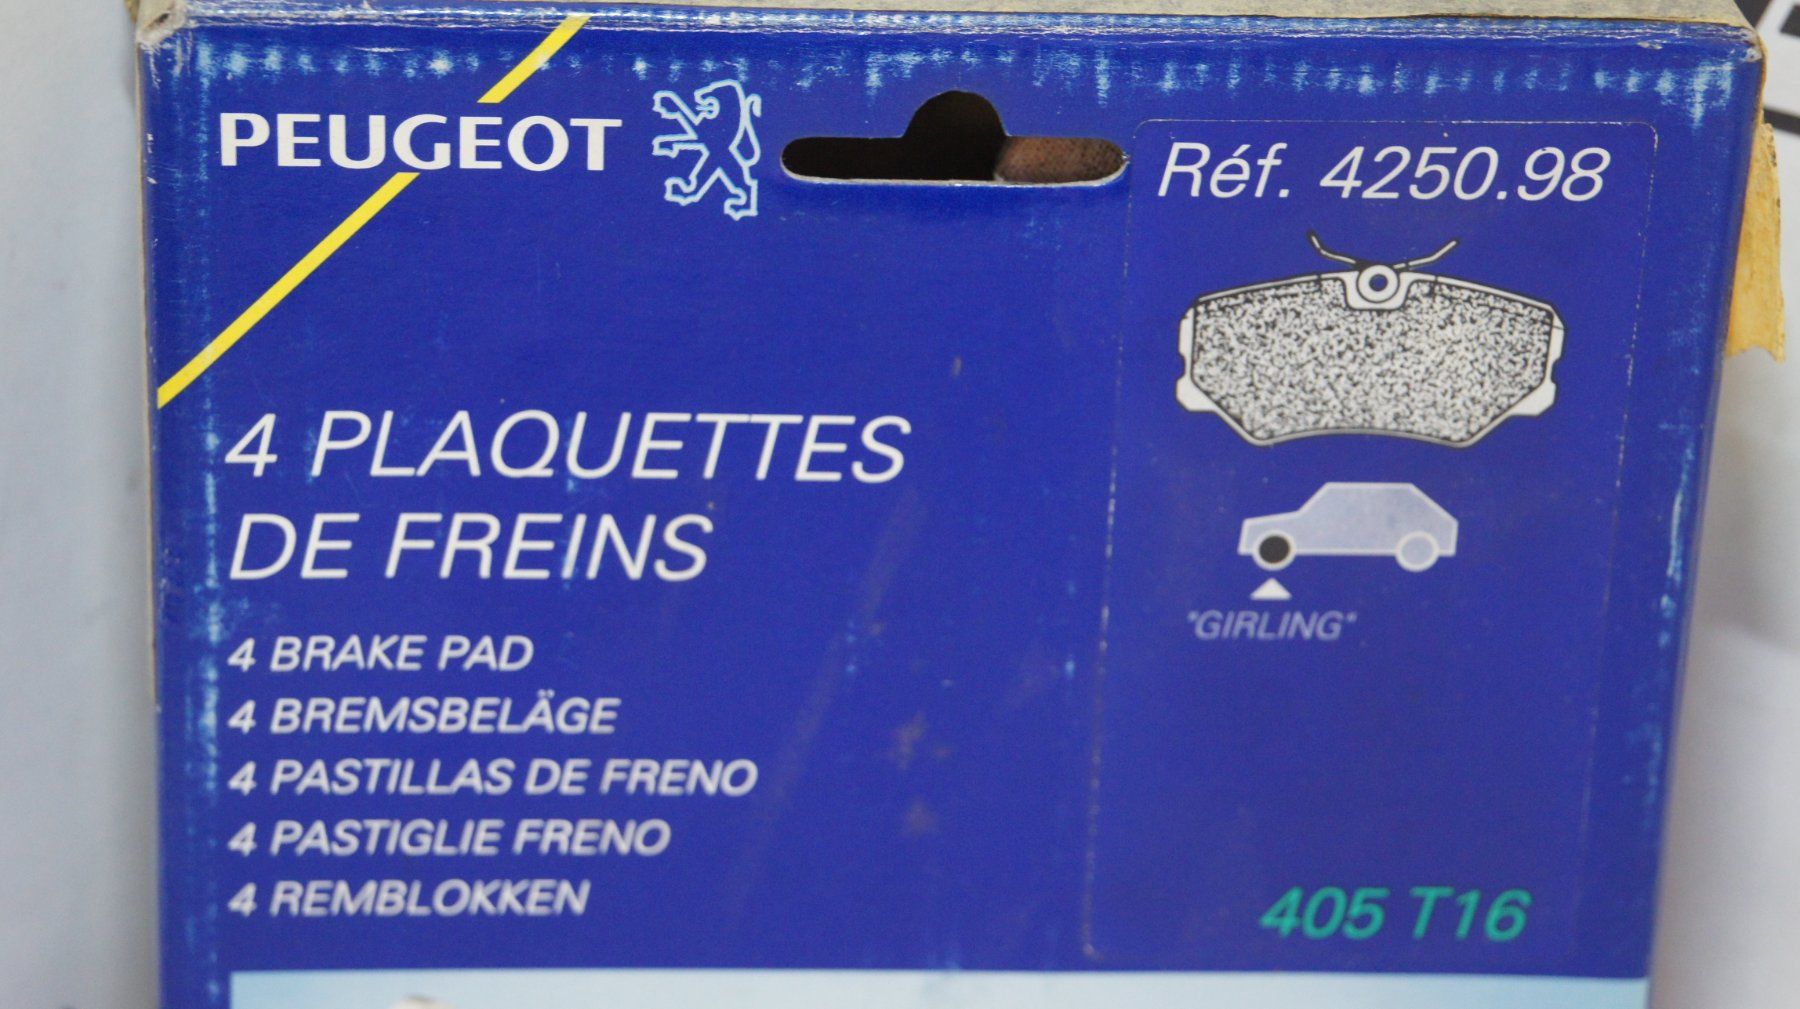 PEUGEOT
Réf. 4250.98
4 PLAQUETTES
DE FREINS
4 BRAKE PAD
4 BREMSBELÄGE
4 PASTILLAS DE FRENO
4 PASTIGLIE FRENO
4 REMBLOKKEN
"GIRLING"
405 T16